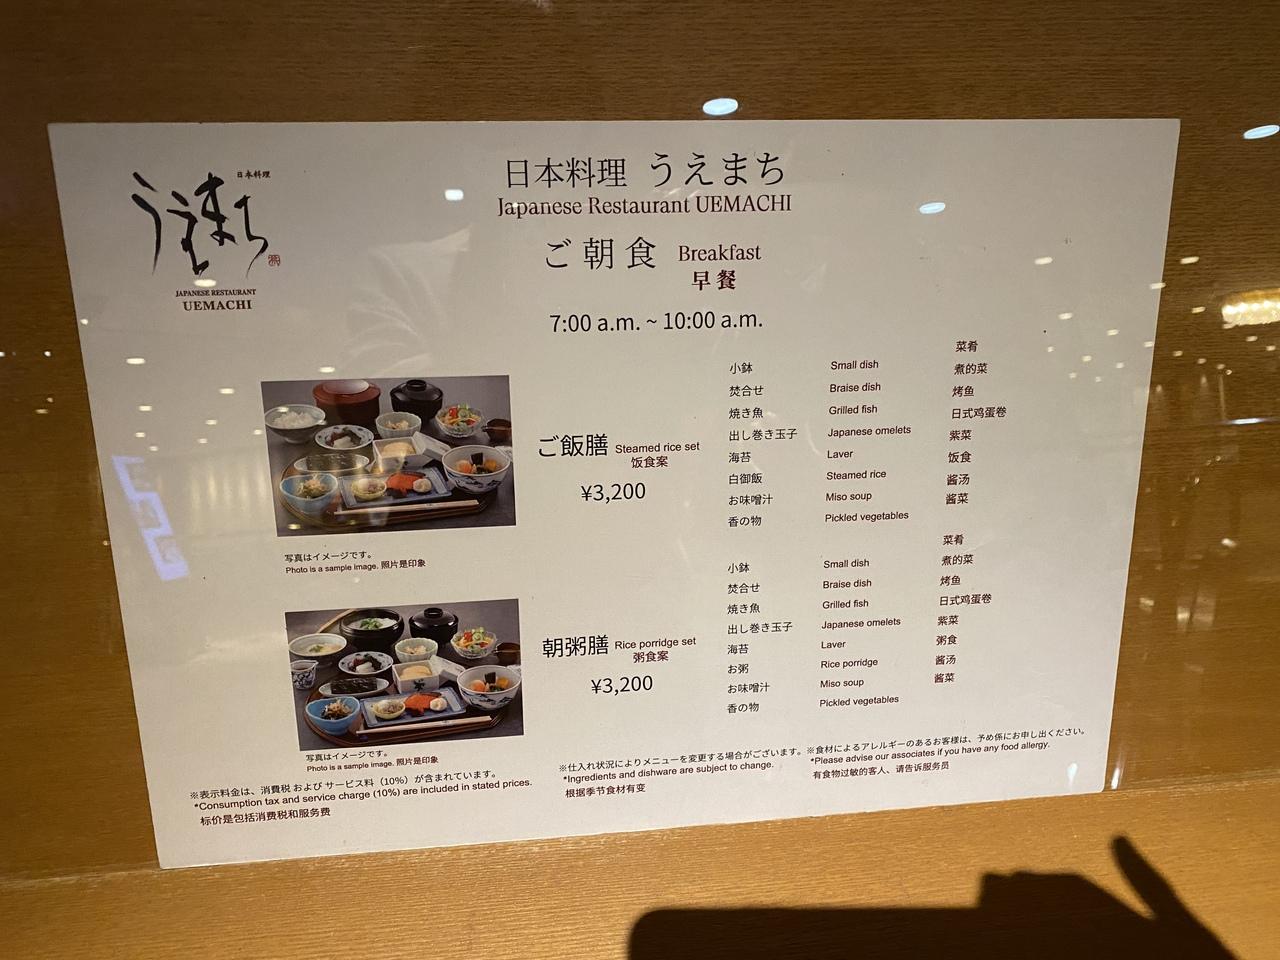 日本料理
うえまち
JAPANESE RESTAURANT
UEMACHI
日本料理 うえまち
Japanese Restaurant UEMACHI
ご朝食 Breakfast
早餐
7:00 a.m. ~ 10:00 a.m.
ご飯膳 Steamed rice set
饭食案
¥3,200
菜肴
小鉢 Small dish 煮的菜
焚合せ Braise dish 烤鱼
焼き魚 Grilled fish 日式鸡蛋卷
出し巻き玉子 Japanese omelets 紫菜
海苔 Laver 饭食
白御飯 Steamed rice 酱汤
お味噌汁 Miso soup 酱菜
香の物 Pickled vegetables
写真はイメージです。
Photo is a sample image. 照片是印象
朝粥膳 Rice porridge set
粥食案
¥3,200
菜肴
小鉢 Small dish 煮的菜
焚合せ Braise dish 烤鱼
焼き魚 Grilled fish 日式鸡蛋卷
出し巻き玉子 Japanese omelets 紫菜
海苔 Laver 粥食
お粥 Rice porridge 酱汤
お味噌汁 Miso soup 酱菜
香の物 Pickled vegetables
写真はイメージです。
Photo is a sample image. 照片是印象
※表示料金は、消費税 および サービス料（10%）が含まれています。
*Consumption tax and service charge (10%) are included in stated prices.
标价是包括消费税和服务费
※仕入れ状況によりメニューを変更する場合がございます。
*Ingredients and dishware are subject to change.
根据季节食材有变
※食材によるアレルギーのあるお客様は、予め係にお申し出ください。
*Please advise our associates if you have any food allergy.
有食物过敏的客人、请告诉服务员